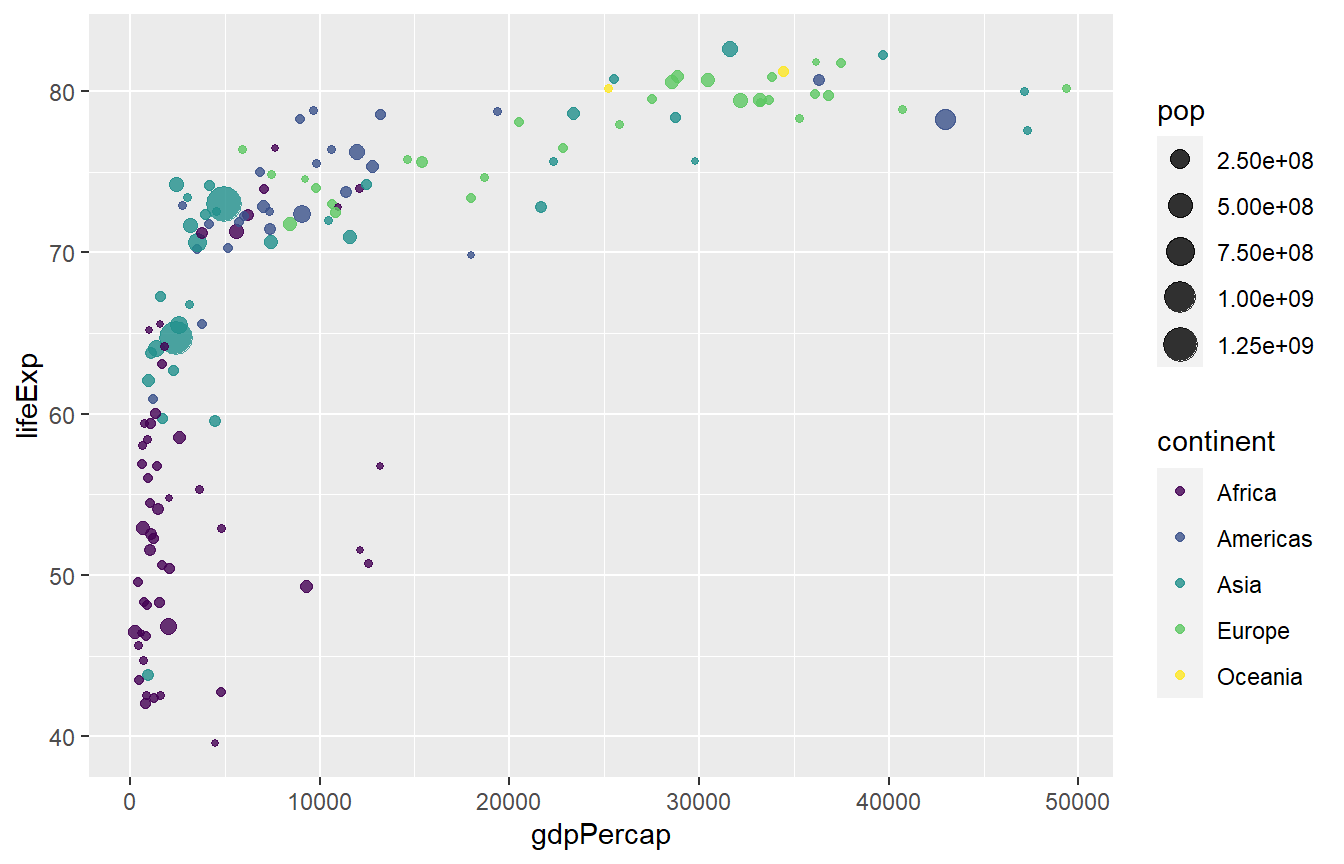 lifeExp
80
70
60
50
40
0 10000 20000 30000 40000 50000
gdpPercap
pop
2.50e+08
5.00e+08
7.50e+08
1.00e+09
1.25e+09
continent
Africa
Americas
Asia
Europe
Oceania